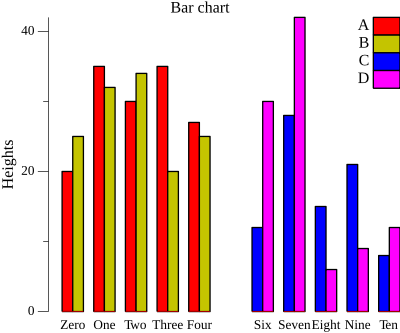 Bar chart
A
B
C
D
Heights
40
20
0
Zero One Two Three Four Six Seven Eight Nine Ten